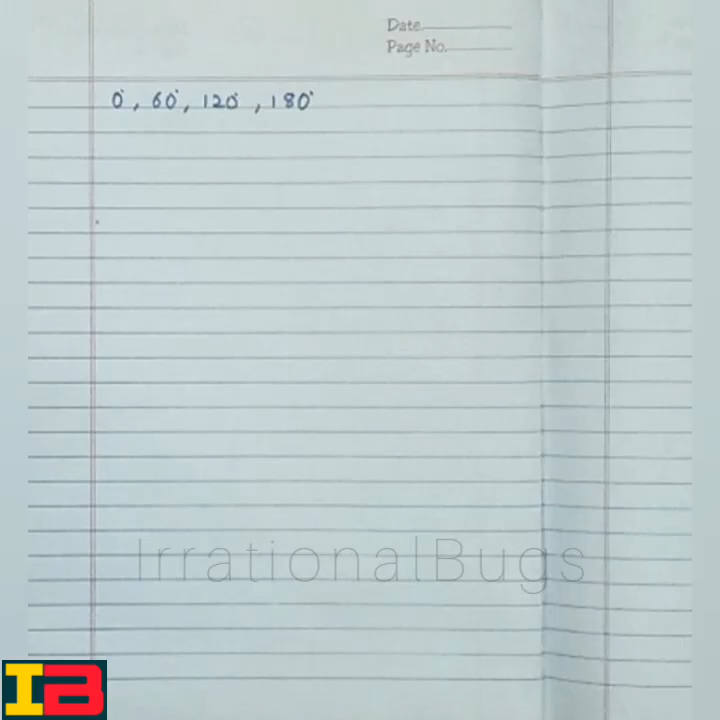 Date.
Page No.
0°, 60°, 120°, 180°
IrrationalBugs
IB